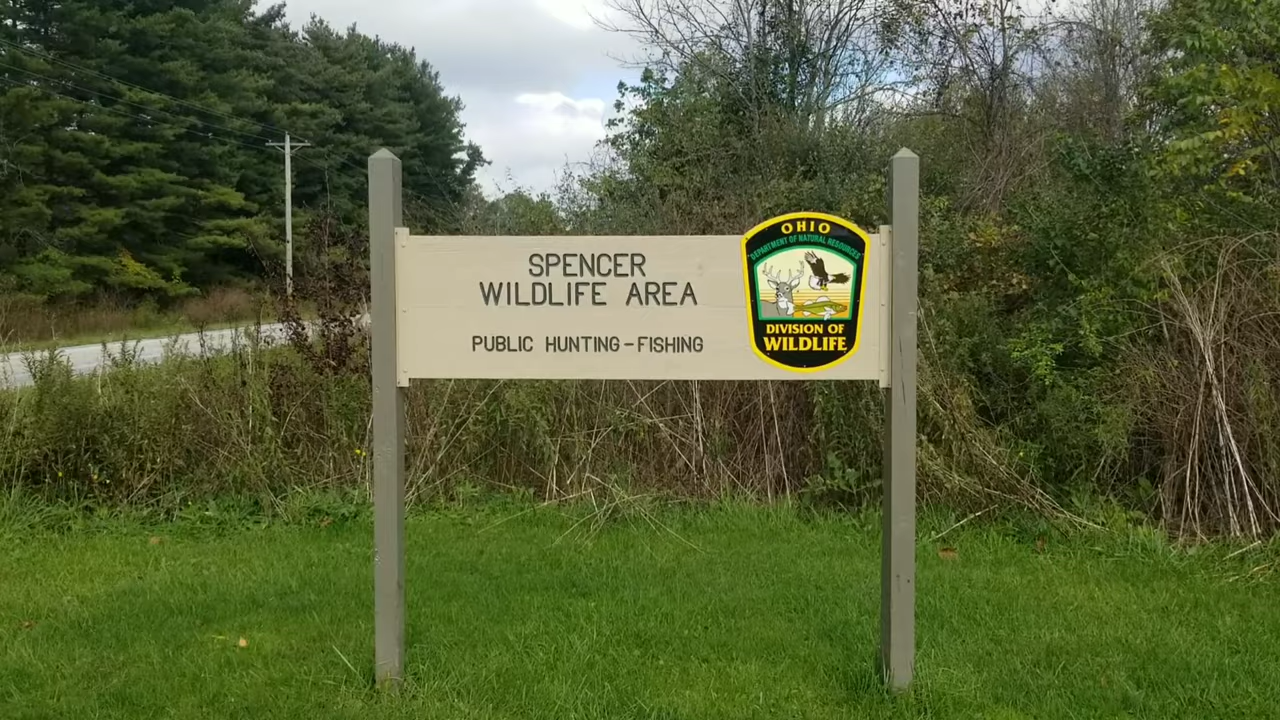 SPENCER
WILDLIFE AREA
PUBLIC HUNTING-FISHING
OHIO
DEPARTMENT OF NATURAL RESOURCES
DIVISION OF
WILDLIFE